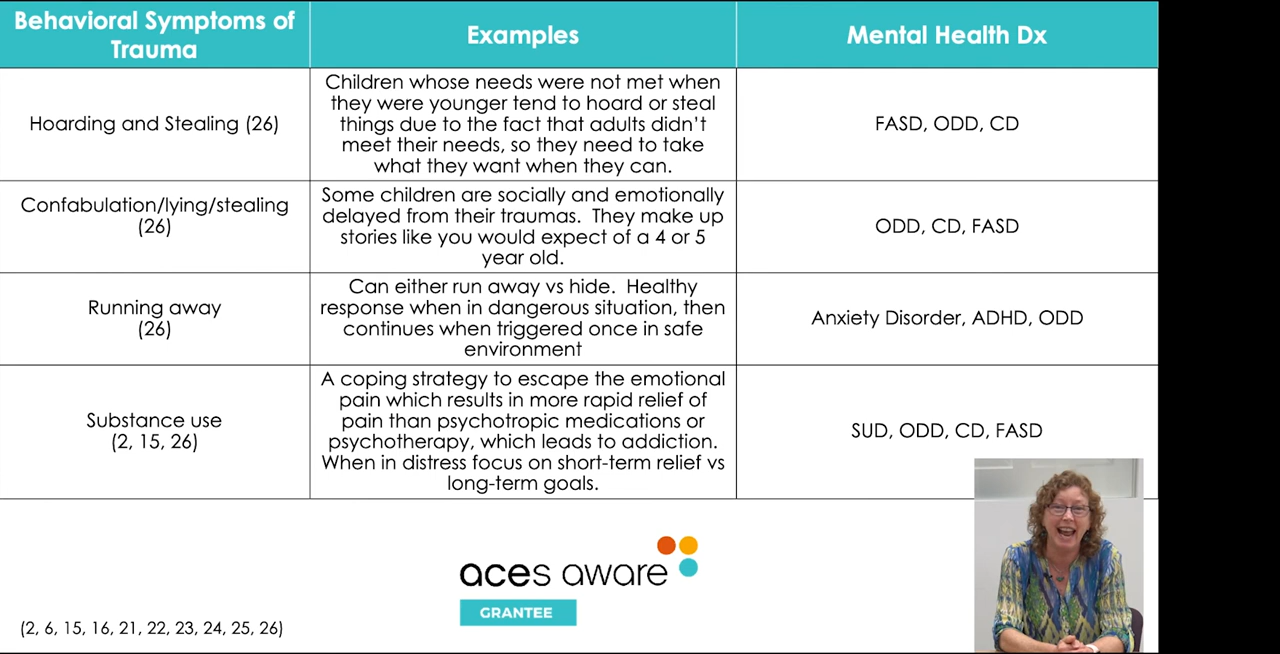 Behavioral Symptoms of
Trauma
Examples
Mental Health Dx
Hoarding and Stealing (26)
Children whose needs were not met when
they were younger tend to hoard or steal
things due to the fact that adults didn't
meet their needs, so they need to take
what they want when they can.
FASD, ODD, CD
Confabulation/lying/stealing
(26)
Some children are socially and emotionally
delayed from their traumas.  They make up
stories like you would expect of a 4 or 5
year old.
ODD, CD, FASD
Running away
(26)
Can either run away vs hide.  Healthy
response when in dangerous situation, then
continues when triggered once in safe
environment
Anxiety Disorder, ADHD, ODD
Substance use
(2, 15, 26)
A coping strategy to escape the emotional
pain which results in more rapid relief of
pain than psychotropic medications or
psychotherapy, which leads to addiction.
When in distress focus on short-term relief vs
long-term goals.
SUD, ODD, CD, FASD
aces aware
GRANTEE
(2, 6, 15, 16, 21, 22, 23, 24, 25, 26)